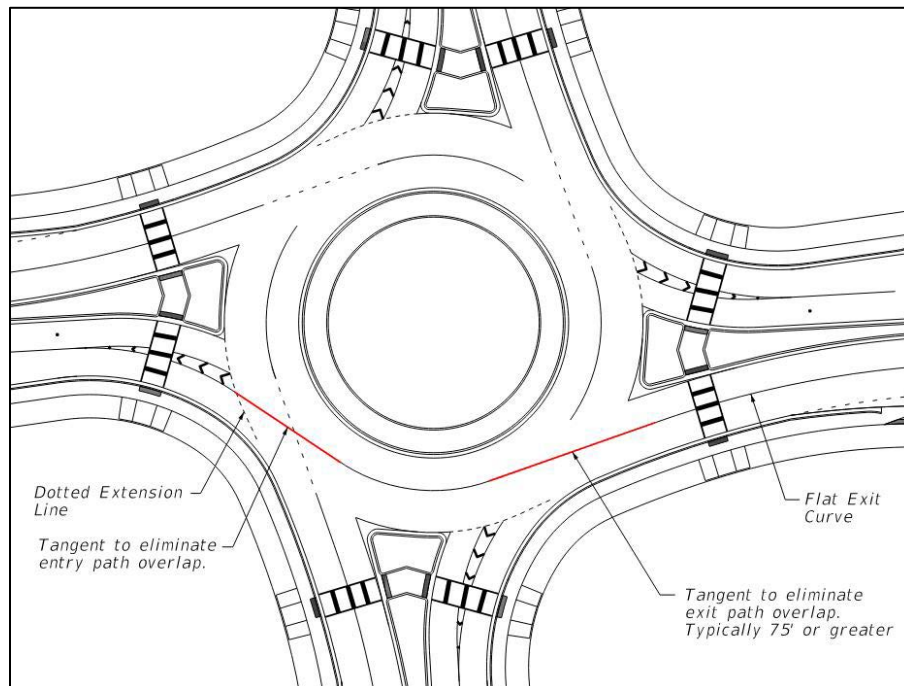 Dotted Extension
Line
Tangent to eliminate
entry path overlap.
Flat Exit
Curve
Tangent to eliminate
exit path overlap.
Typically 75' or greater